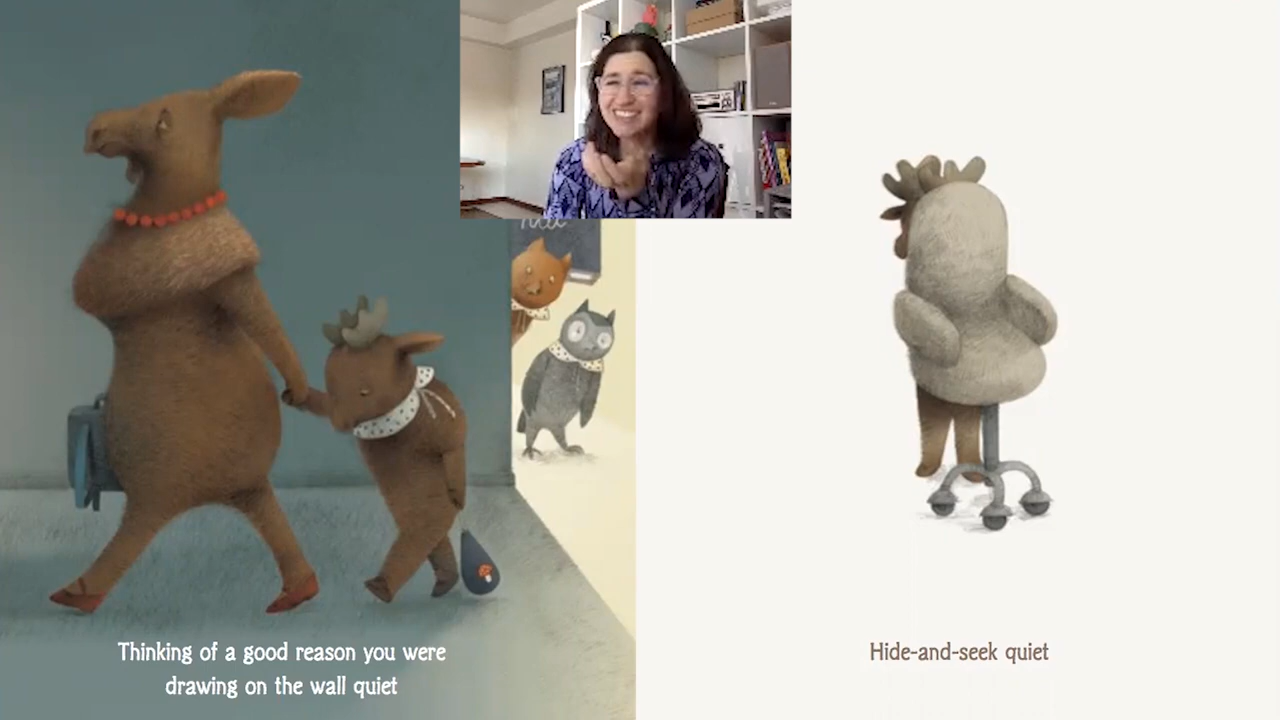 Thinking of a good reason you were
drawing on the wall quiet
Hide-and-seek quiet